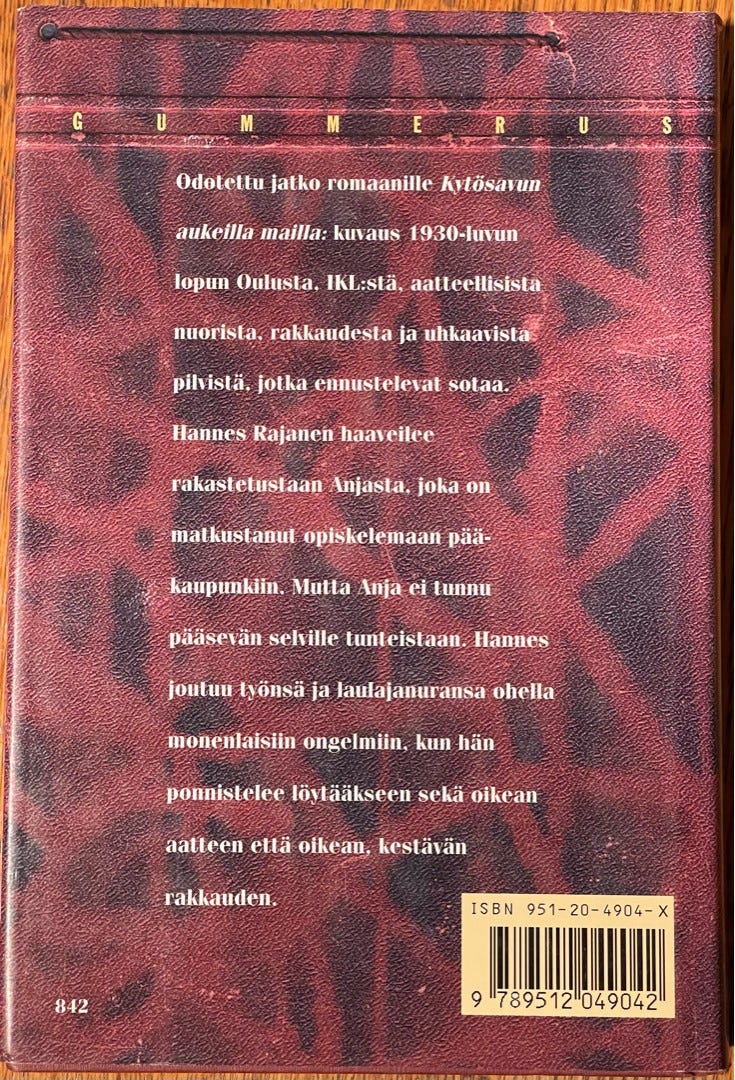 GUMMERUS
Odotettu jatko romaanille Kytösavun
aukeilla mailla: kuvaus 1930-luvun
lopun Oulusta, IKL:stä, aatteellisista
nuorista, rakkaudesta ja uhkaavista
pilvistä, jotka ennustelevat sotaa.
Hannes Rajanen haaveilee
rakastetustaan Anjasta, joka on
matkustanut opiskelemaan pää-
kaupunkiin. Mutta Anja ei tunnu
pääsevän selville tunteistaan. Hannes
joutuu työnsä ja laulajanuransa ohella
monenlaisiin ongelmiin, kun hän
ponnistelee löytääkseen sekä oikean
aatteen että oikean, kestävän
rakkauden.
ISBN 951-20-4904-X
9 789512 049042
842